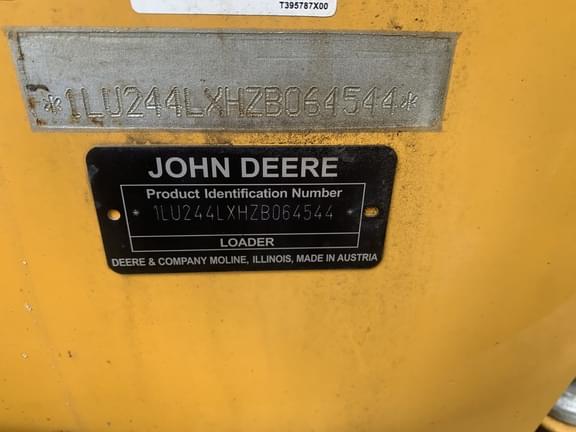 T395787X00
*1LU244LXHZB064544*
JOHN DEERE
Product Identification Number
* 1LU244LXHZB064544 *
LOADER
DEERE & COMPANY MOLINE, ILLINOIS, MADE IN AUSTRIA